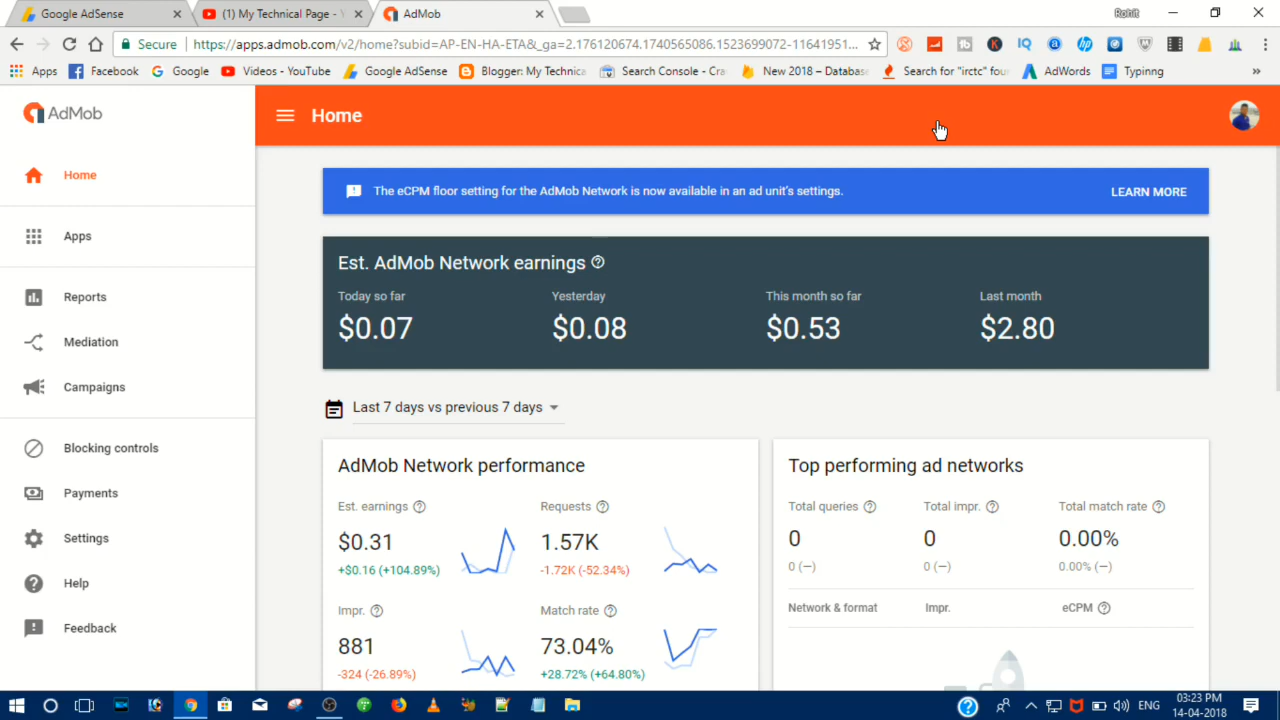 Google AdSense
(1) My Technical Page -
AdMob
Rohit
Secure
https://apps.admob.com/v2/home?subid=AP-EN-HA-ETA&_ga=2.176120674.1740565086.1523699072-11641951...
Apps
Facebook
Google
Videos - YouTube
Google AdSense
Blogger: My Technica
Search Console - Cra
New 2018 – Databas
Search for "irctc" fou
AdWords
Typinng
»
AdMob
Home
Home
Apps
Reports
Mediation
Campaigns
Blocking controls
Payments
Settings
Help
Feedback
The eCPM floor setting for the AdMob Network is now available in an ad unit's settings.
LEARN MORE
Est. AdMob Network earnings
Today so far
Yesterday
This month so far
Last month
$0.07
$0.08
$0.53
$2.80
Last 7 days vs previous 7 days
AdMob Network performance
Est. earnings
Requests
$0.31
1.57K
+$0.16 (+104.89%)
-1.72K (-52.34%)
Impr.
Match rate
881
73.04%
-324 (-26.89%)
+28.72% (+64.80%)
Top performing ad networks
Total queries
Total impr.
Total match rate
0
0
0.00%
0 (—)
0 (—)
0.00% (—)
Network & format
Impr.
eCPM
ENG
03:23 PM
14-04-2018